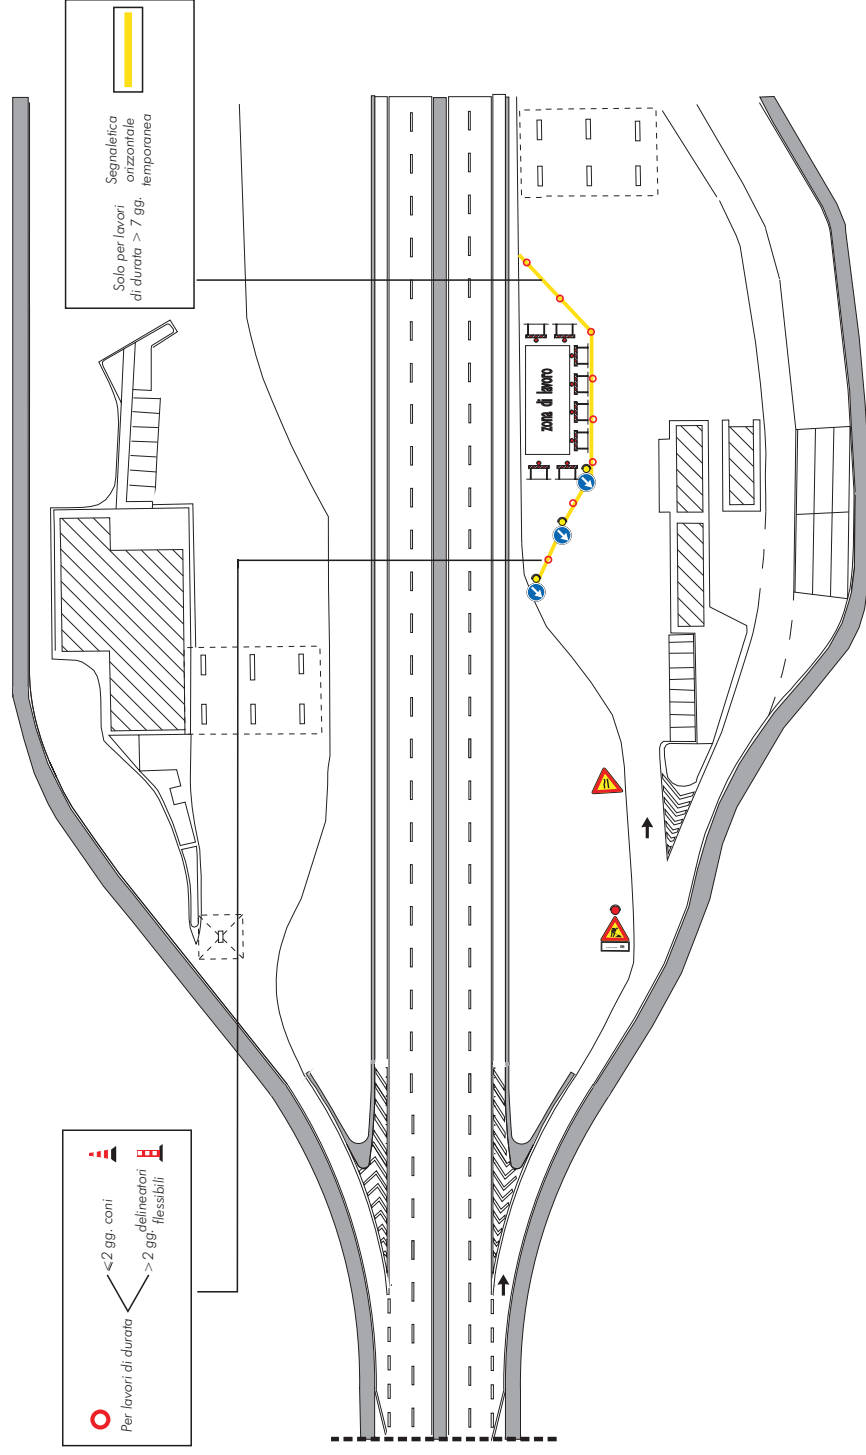 Solo per lavori
di durata > 7 gg.
Segnaletica
orizzontale
temporanea
zona di lavoro
Per lavori di durata
⩽2 gg. coni
>2 gg. delineatori
flessibili